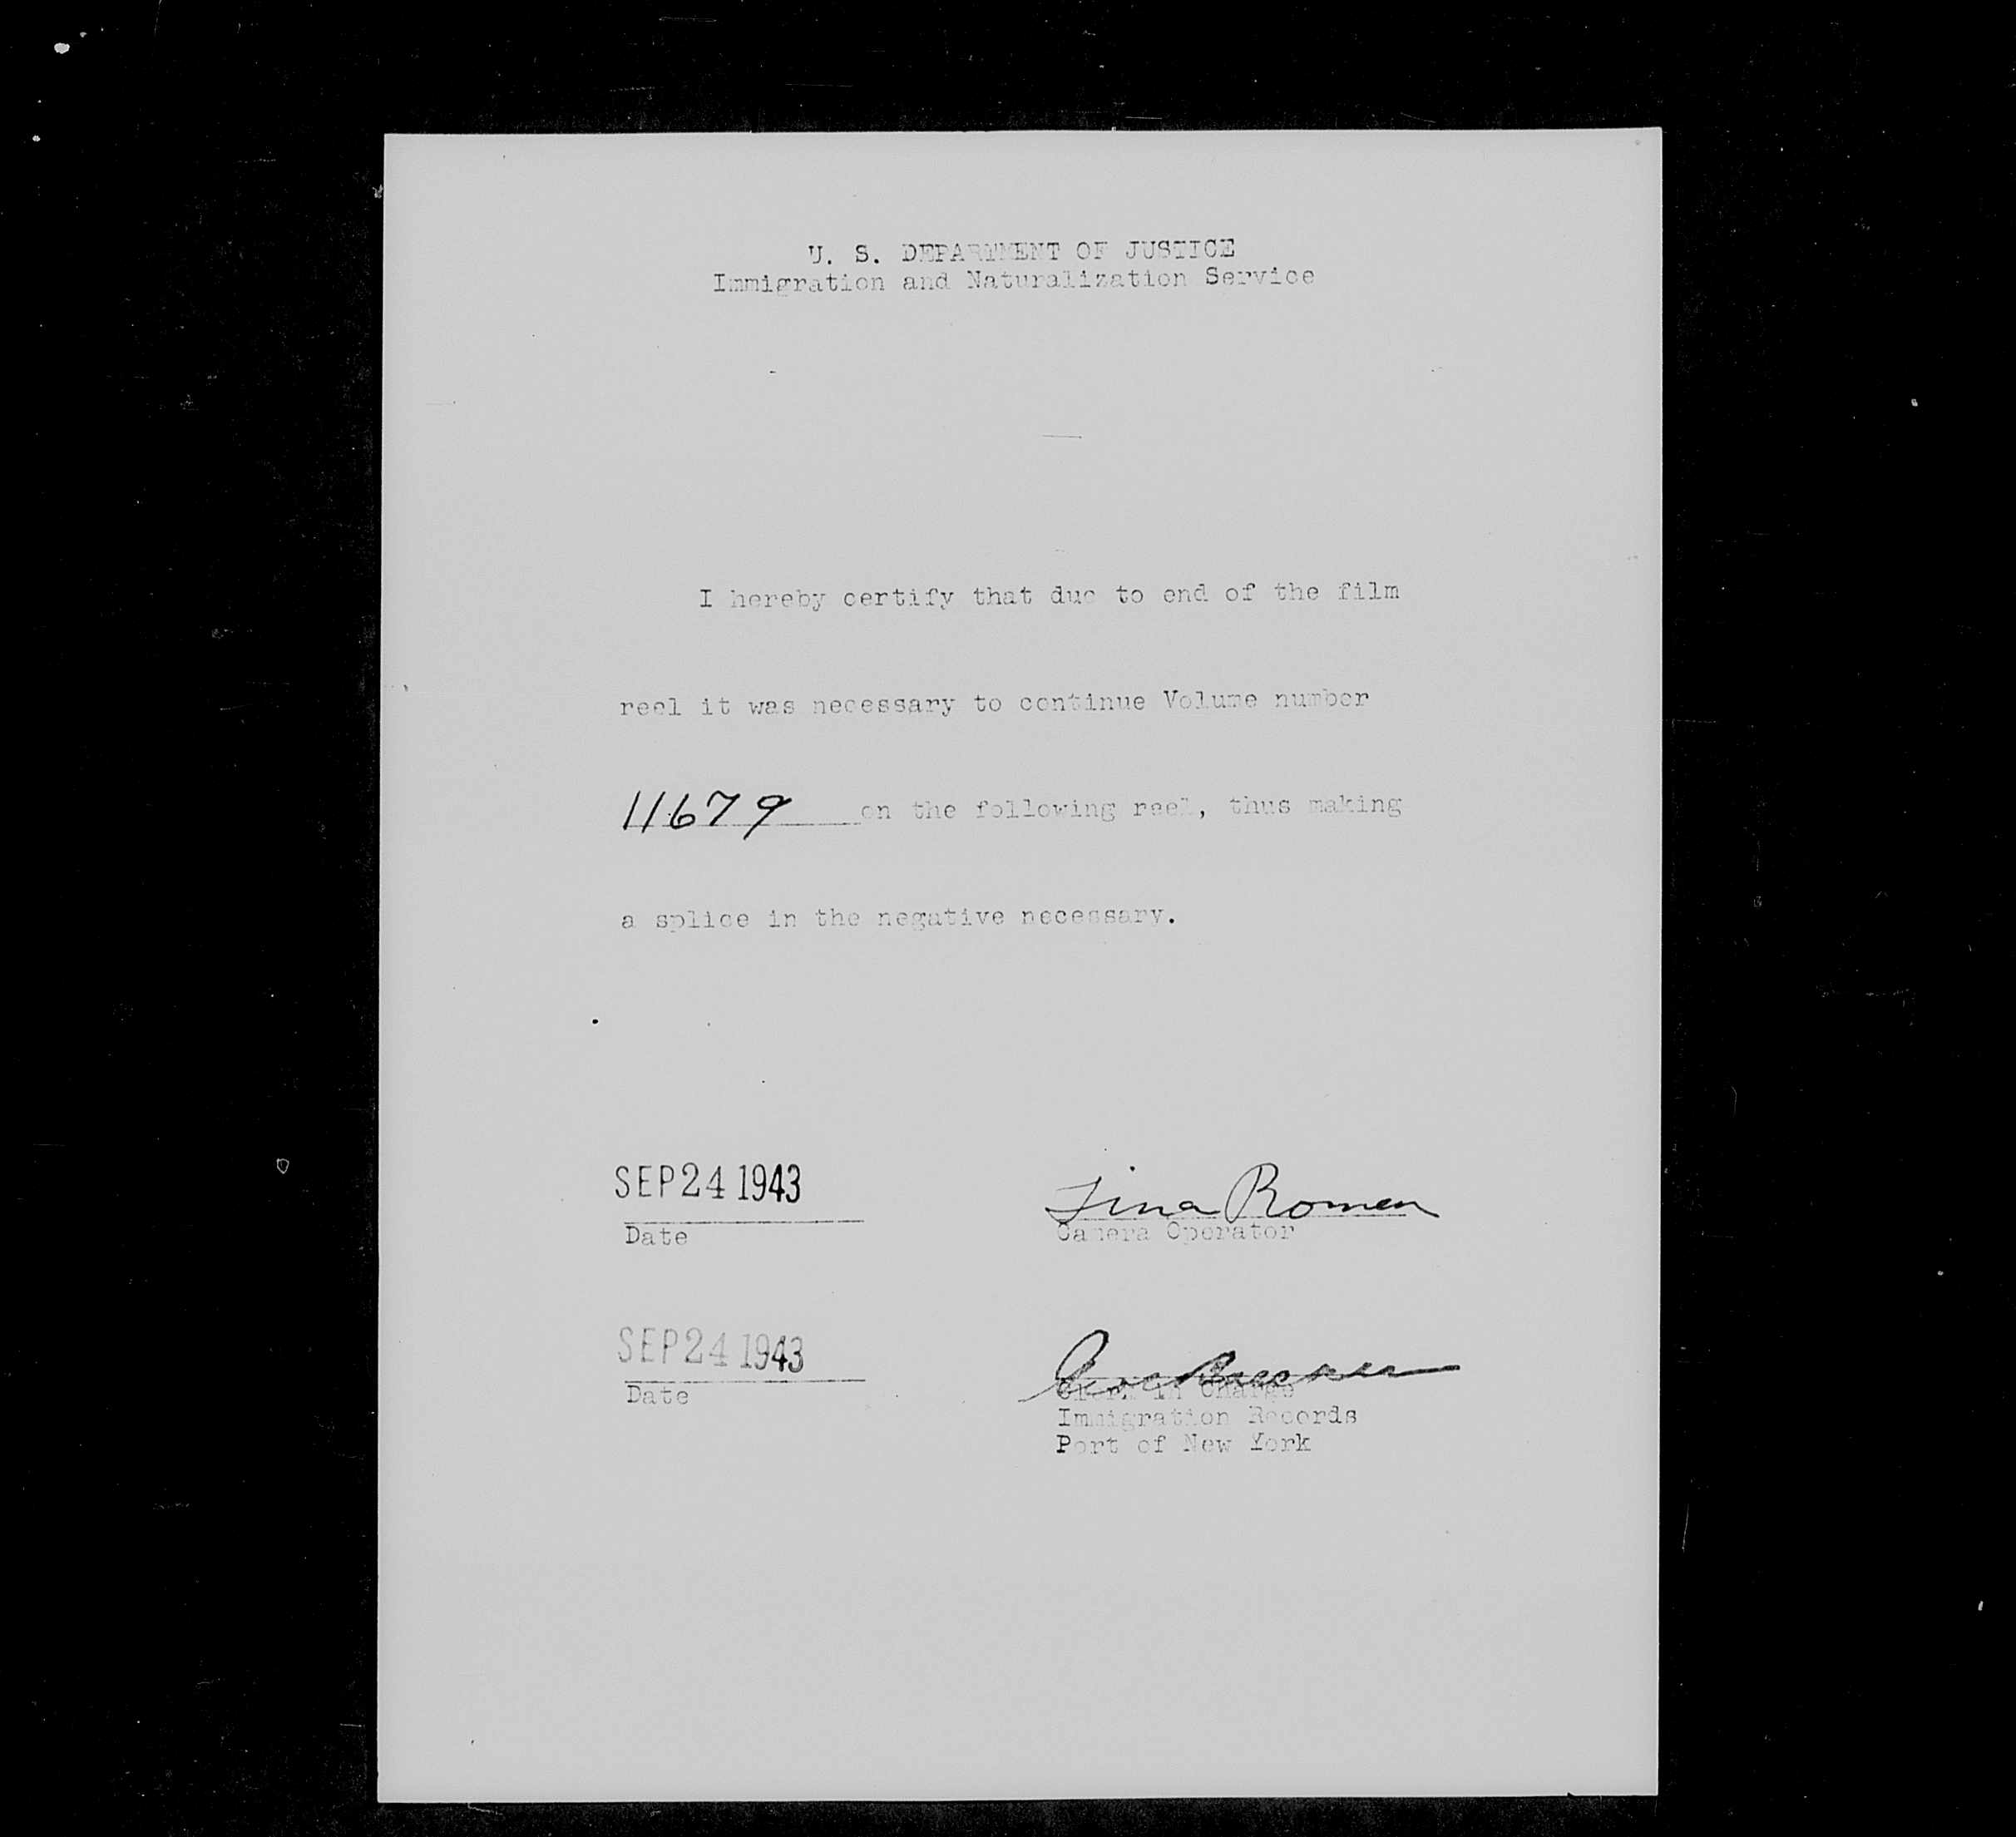 U. S. DEPARTMENT OF JUSTICE
Immigration and Naturalization Service
I hereby certify that due to end of the film
reel it was necessary to continue Volume number
11679 on the following reel, thus making
a splice in the negative necessary.
SEP 24 1943
Tina Romen
Date
Camera Operator
SEP 24 1943
Date
Clerk in Charge
Immigration Records
Port of New York